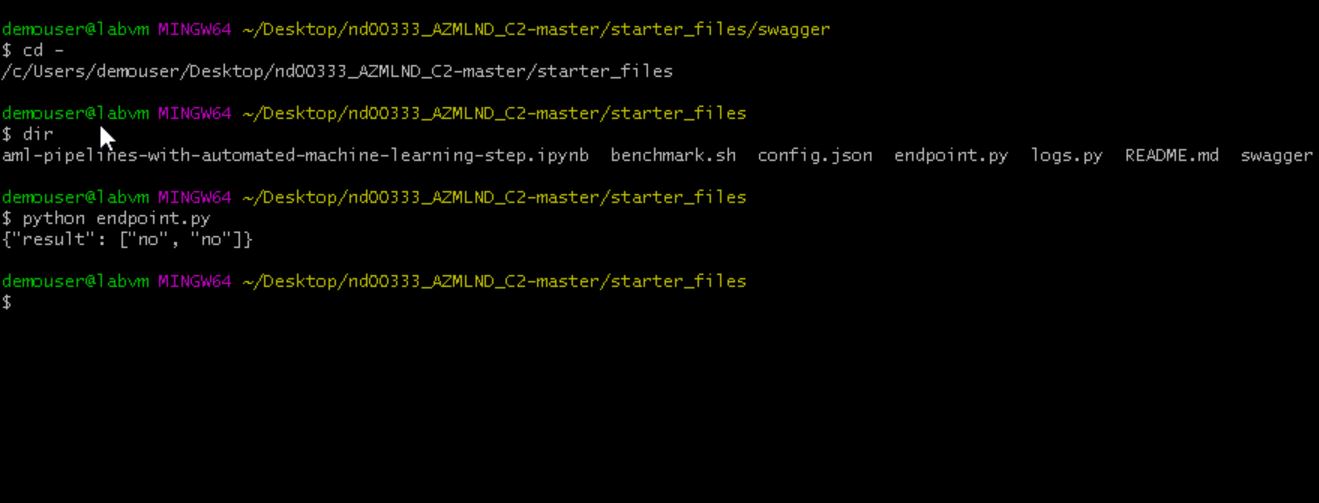 demouser@labvm MINGW64 ~/Desktop/nd00333_AZMLND_C2-master/starter_files/swagger
$ cd -
/c/Users/demouser/Desktop/nd00333_AZMLND_C2-master/starter_files
demouser@labvm MINGW64 ~/Desktop/nd00333_AZMLND_C2-master/starter_files
$ dir
aml-pipelines-with-automated-machine-learning-step.ipynb  benchmark.sh  config.json  endpoint.py  logs.py  README.md  swagger
demouser@labvm MINGW64 ~/Desktop/nd00333_AZMLND_C2-master/starter_files
$ python endpoint.py
{"result": ["no", "no"]}
demouser@labvm MINGW64 ~/Desktop/nd00333_AZMLND_C2-master/starter_files
$